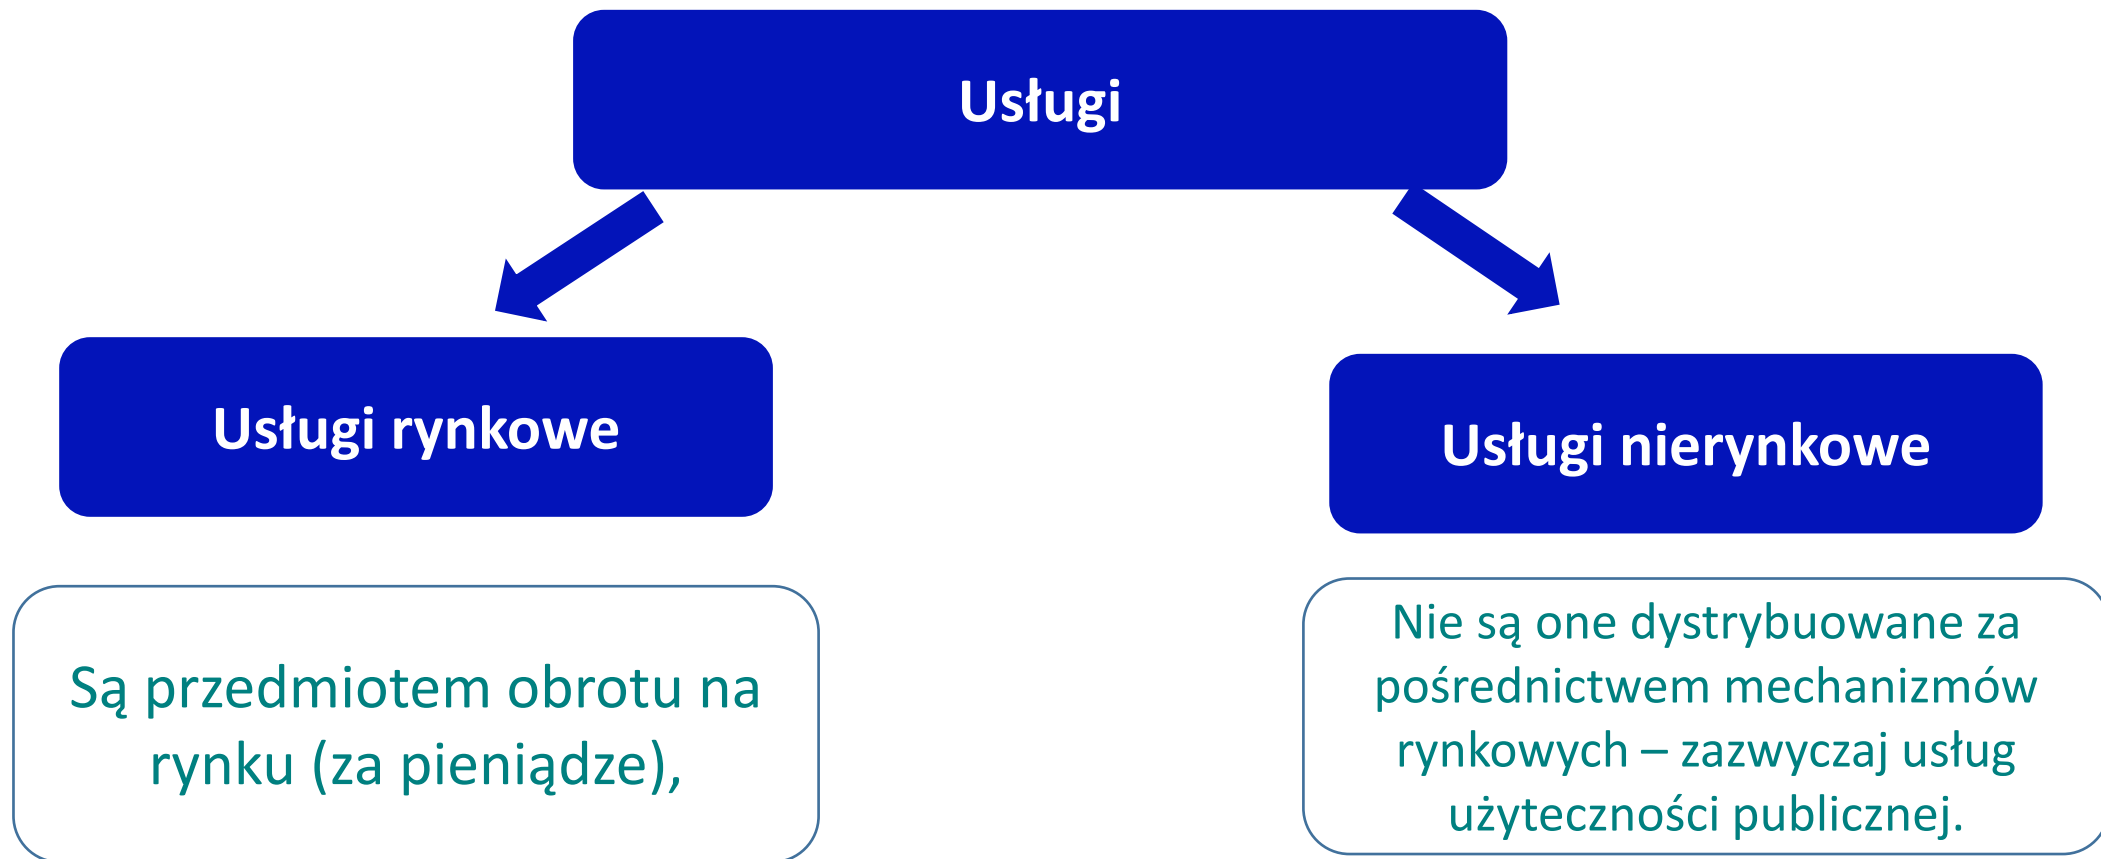 Usługi
Usługi rynkowe
Usługi nierynkowe
Są przedmiotem obrotu na
rynku (za pieniądze),
Nie są one dystrybuowane za
pośrednictwem mechanizmów
rynkowych – zazwyczaj usług
użyteczności publicznej.